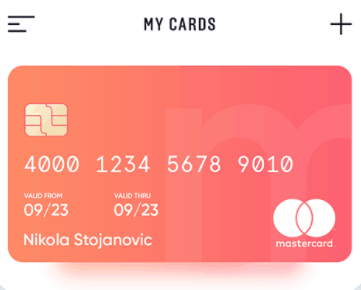 MY CARDS
4000 1234 5678 9010
VALID FROM VALID THRU
09/23 09/23
Nikola Stojanovic
mastercard.